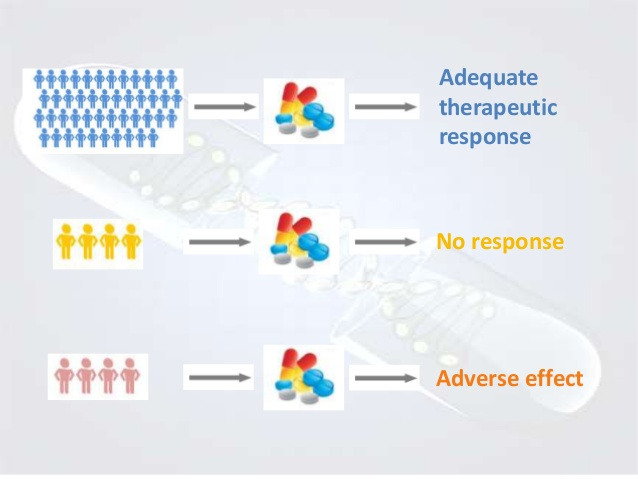 Adequate
therapeutic
response
No response
Adverse effect